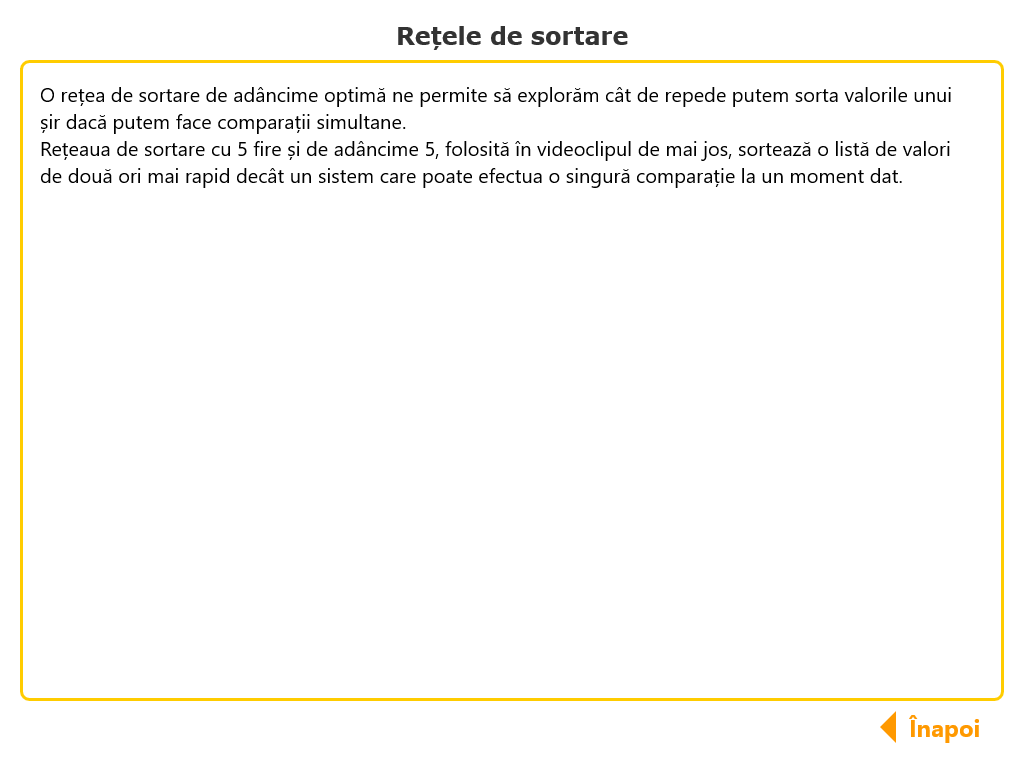 Rețele de sortare
O rețea de sortare de adâncime optimă ne permite să explorăm cât de repede putem sorta valorile unui
șir dacă putem face comparații simultane.
Rețeaua de sortare cu 5 fire și de adâncime 5, folosită în videoclipul de mai jos, sortează o listă de valori
de două ori mai rapid decât un sistem care poate efectua o singură comparație la un moment dat.
Înapoi